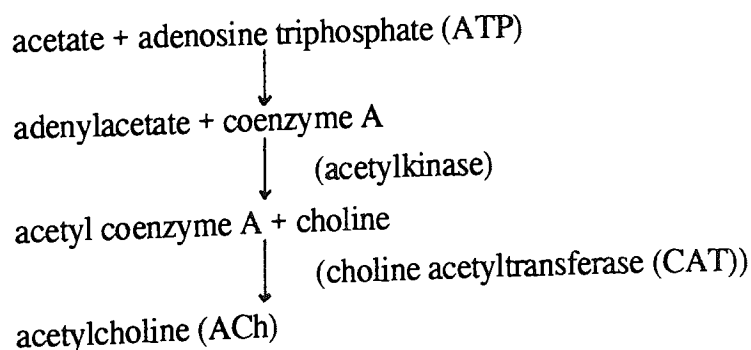 acetate + adenosine triphosphate (ATP)
adenylacetate + coenzyme A
(acetylkinase)
acetyl coenzyme A + choline
(choline acetyltransferase (CAT))
acetylcholine (ACh)